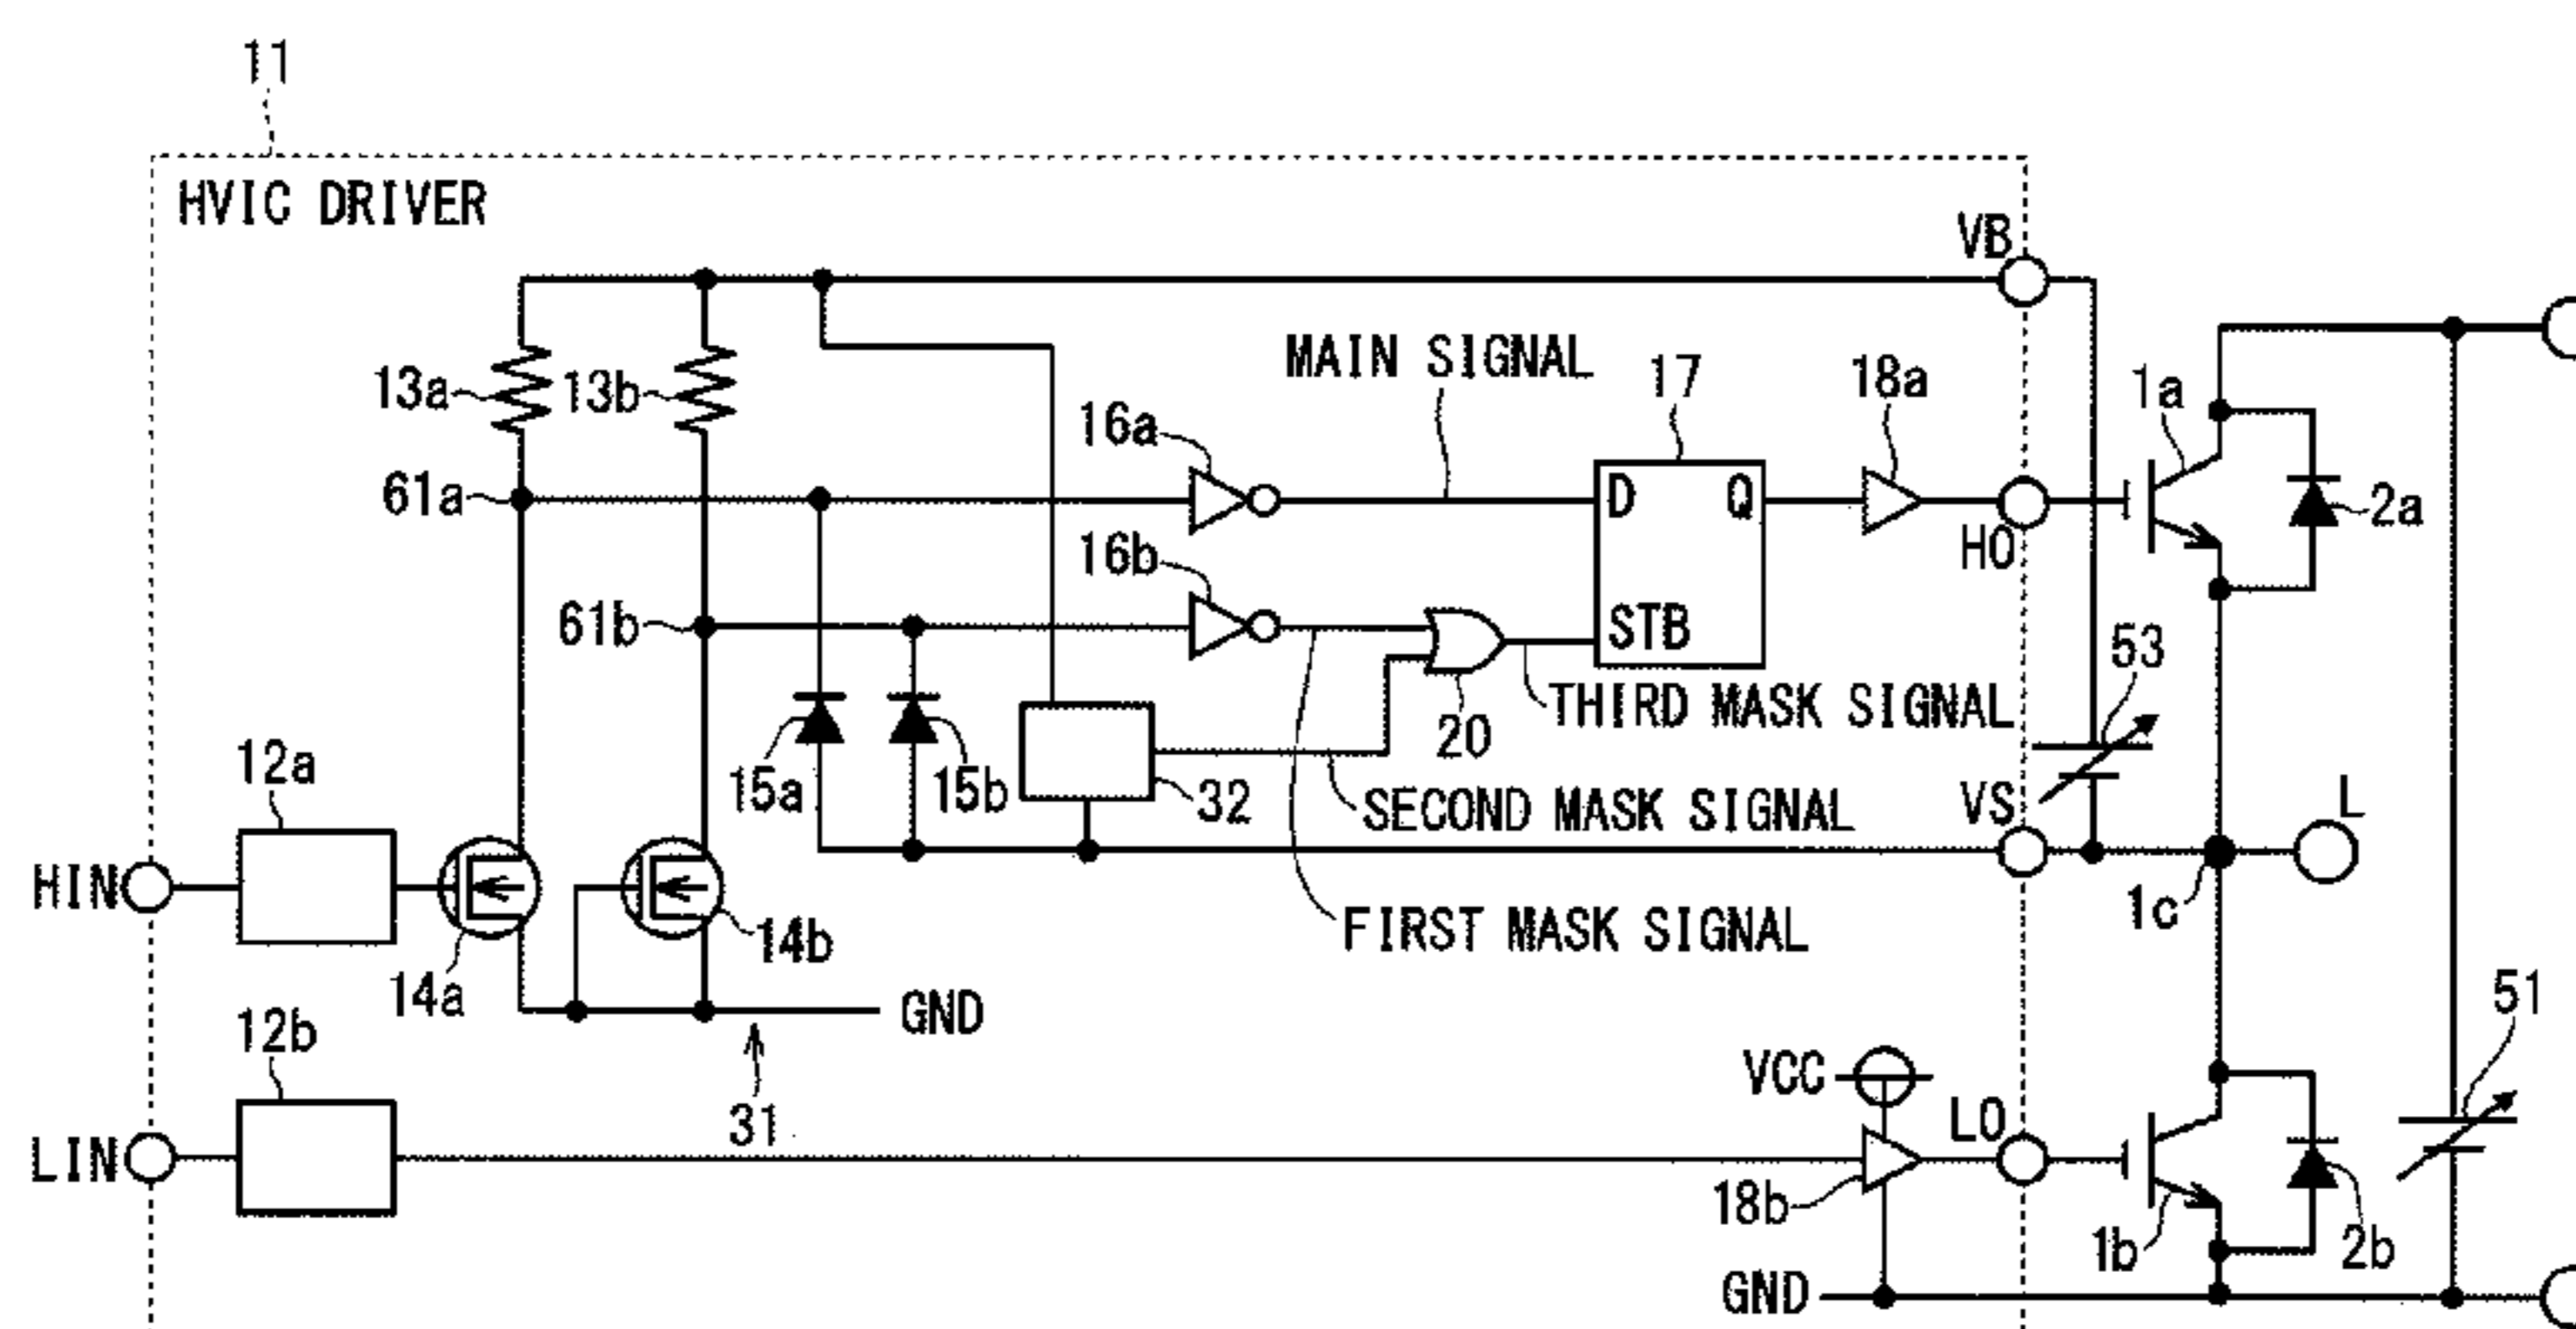 11
HVIC DRIVER
VB
MAIN SIGNAL
17
18a
1a
13a
13b
16a
61a
D
Q
2a
16b
HO
61b
STB
53
THIRD MASK SIGNAL
20
12a
15a
15b
32
SECOND MASK SIGNAL
VS
L
HIN
1c
14b
FIRST MASK SIGNAL
14a
GND
51
12b
VCC
LO
31
LIN
18b
1b
2b
GND